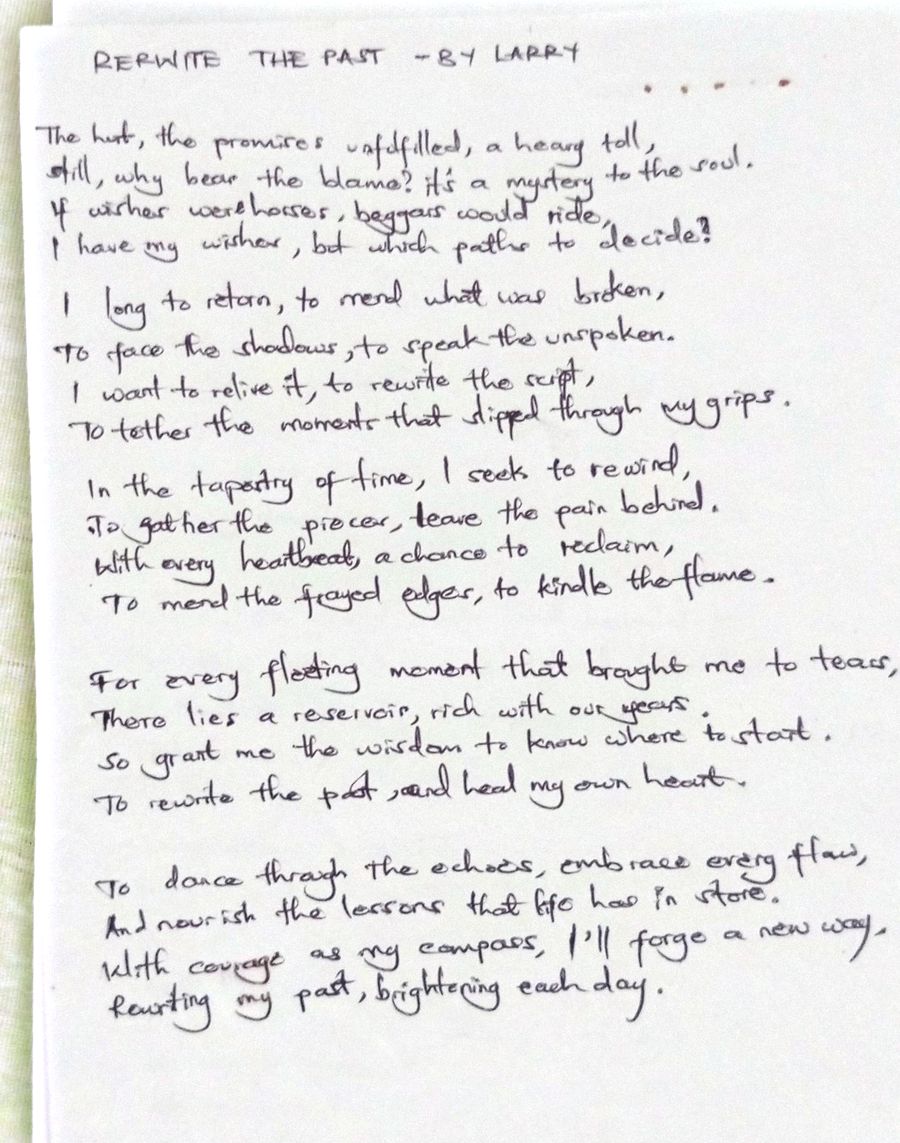 RERWITE THE PAST - BY LARRY
The hurt, the promises unfulfilled, a heavy toll,
still, why bear the blame? it's a mystery to the soul.
If wishes were horses, beggars would ride,
I have my wishes, but which paths to decide?
I long to return, to mend what was broken,
To face the shadows, to speak the unspoken.
I want to relive it, to rewrite the script,
To tether the moments that slipped through my grips.
In the tapestry of time, I seek to rewind,
To gather the pieces, leave the pain behind.
With every heartbeat, a chance to reclaim,
To mend the frayed edges, to kindle the flame.
For every fleeting moment that brought me to tears,
There lies a reservoir, rich with our years.
So grant me the wisdom to know where to start.
To rewrite the past, and heal my own heart.
To dance through the echoes, embrace every flaw,
And nourish the lessons that life has in store.
With courage as my compass, I'll forge a new way.
Rewriting my past, brightening each day.